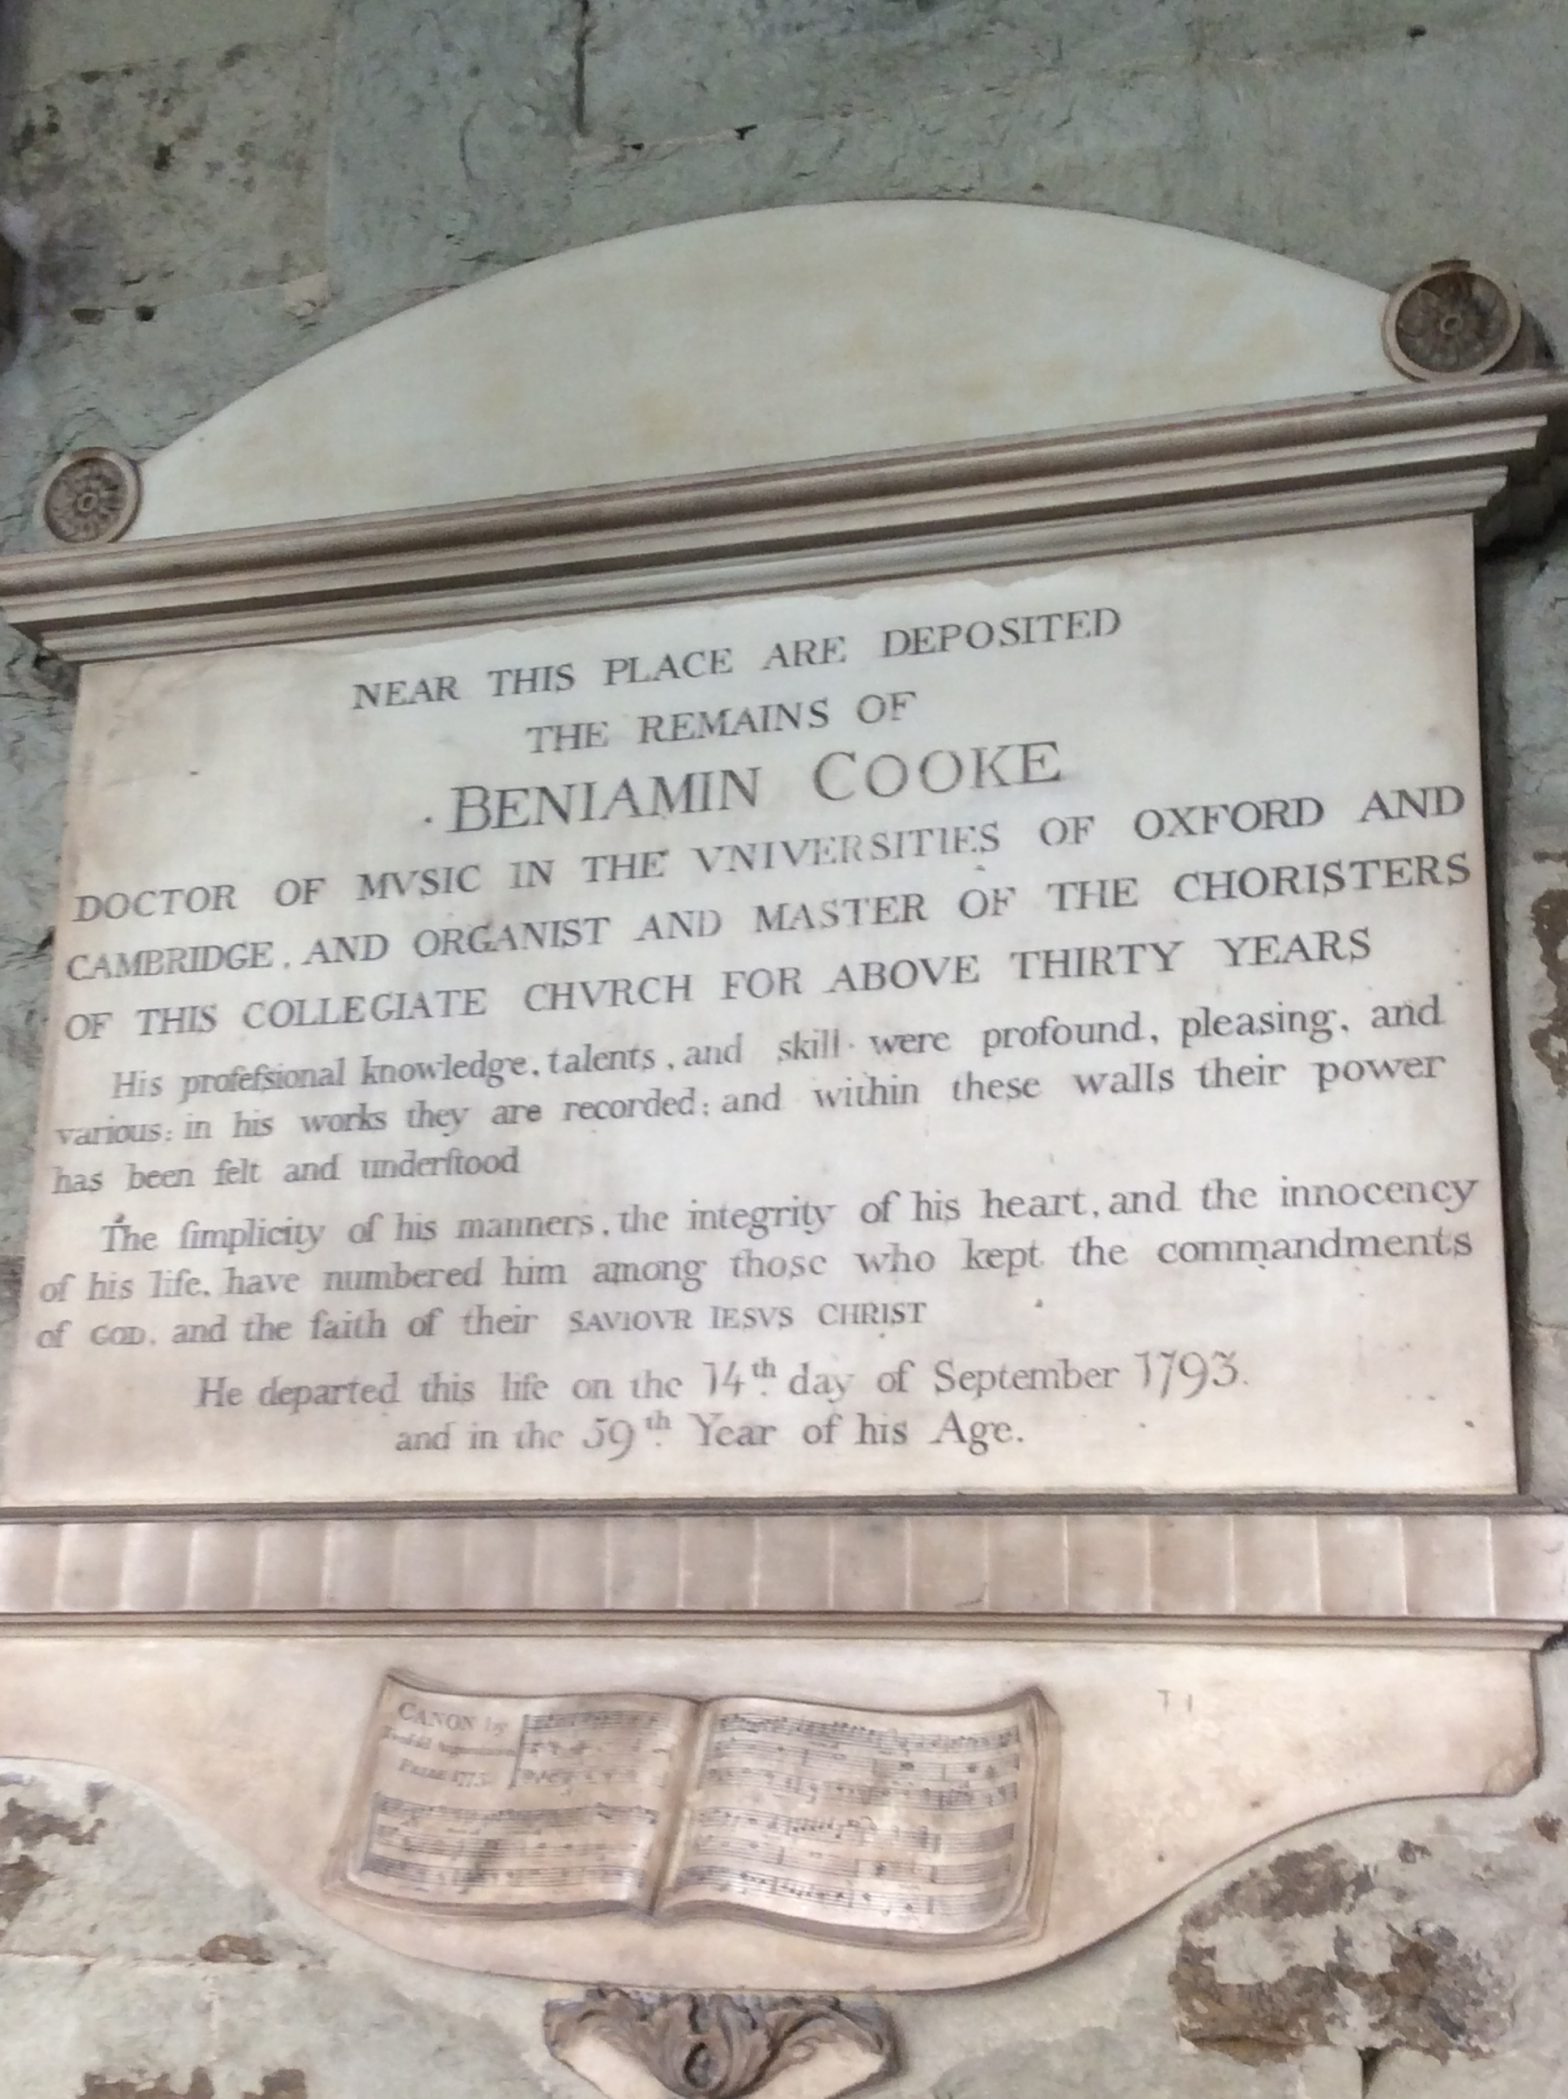 NEAR THIS PLACE ARE DEPOSITED
THE REMAINS OF
BENIAMIN COOKE
DOCTOR OF MVSIC IN THE VNIVERSITIES OF OXFORD AND
CAMBRIDGE, AND ORGANIST AND MASTER OF THE CHORISTERS
OF THIS COLLEGIATE CHVRCH FOR ABOVE THIRTY YEARS
His profeſsional knowledge, talents, and skill were profound, pleasing, and
various: in his works they are recorded: and within these walls their power
has been felt and underſtood
The ſimplicity of his manners, the integrity of his heart, and the innocency
of his life, have numbered him among those who kept the commandments
of GOD, and the faith of their SAVIOVR IESVS CHRIST
He departed this life on the 14th. day of September 1793.
and in the 59th. Year of his Age.
CANON by